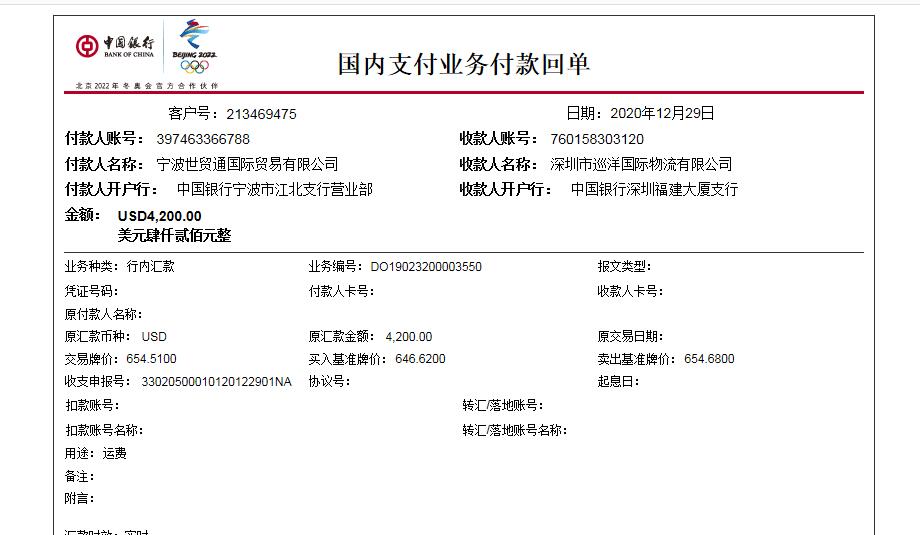 中国银行
BANK OF CHINA
BEIJING 2022
北京2022年冬奥会官方合作伙伴
国内支付业务付款回单
客户号：213469475 日期：2020年12月29日
付款人账号：397463366788 收款人账号：760158303120
付款人名称：宁波世贸通国际贸易有限公司 收款人名称：深圳市巡洋国际物流有限公司
付款人开户行：中国银行宁波市江北支行营业部 收款人开户行：中国银行深圳福建大厦支行
金额：USD4,200.00
美元肆仟贰佰元整
业务种类：行内汇款 业务编号：DO19023200003550 报文类型：
凭证号码： 付款人卡号： 收款人卡号：
原付款人名称：
原汇款币种：USD 原汇款金额：4,200.00 原交易日期：
交易牌价：654.5100 买入基准牌价：646.6200 卖出基准牌价：654.6800
收支申报号：33020500010120122901NA 协议号： 起息日：
扣款账号： 转汇/落地账号：
扣款账号名称： 转汇/落地账号名称：
用途：运费
备注：
附言：
汇款时效：实时